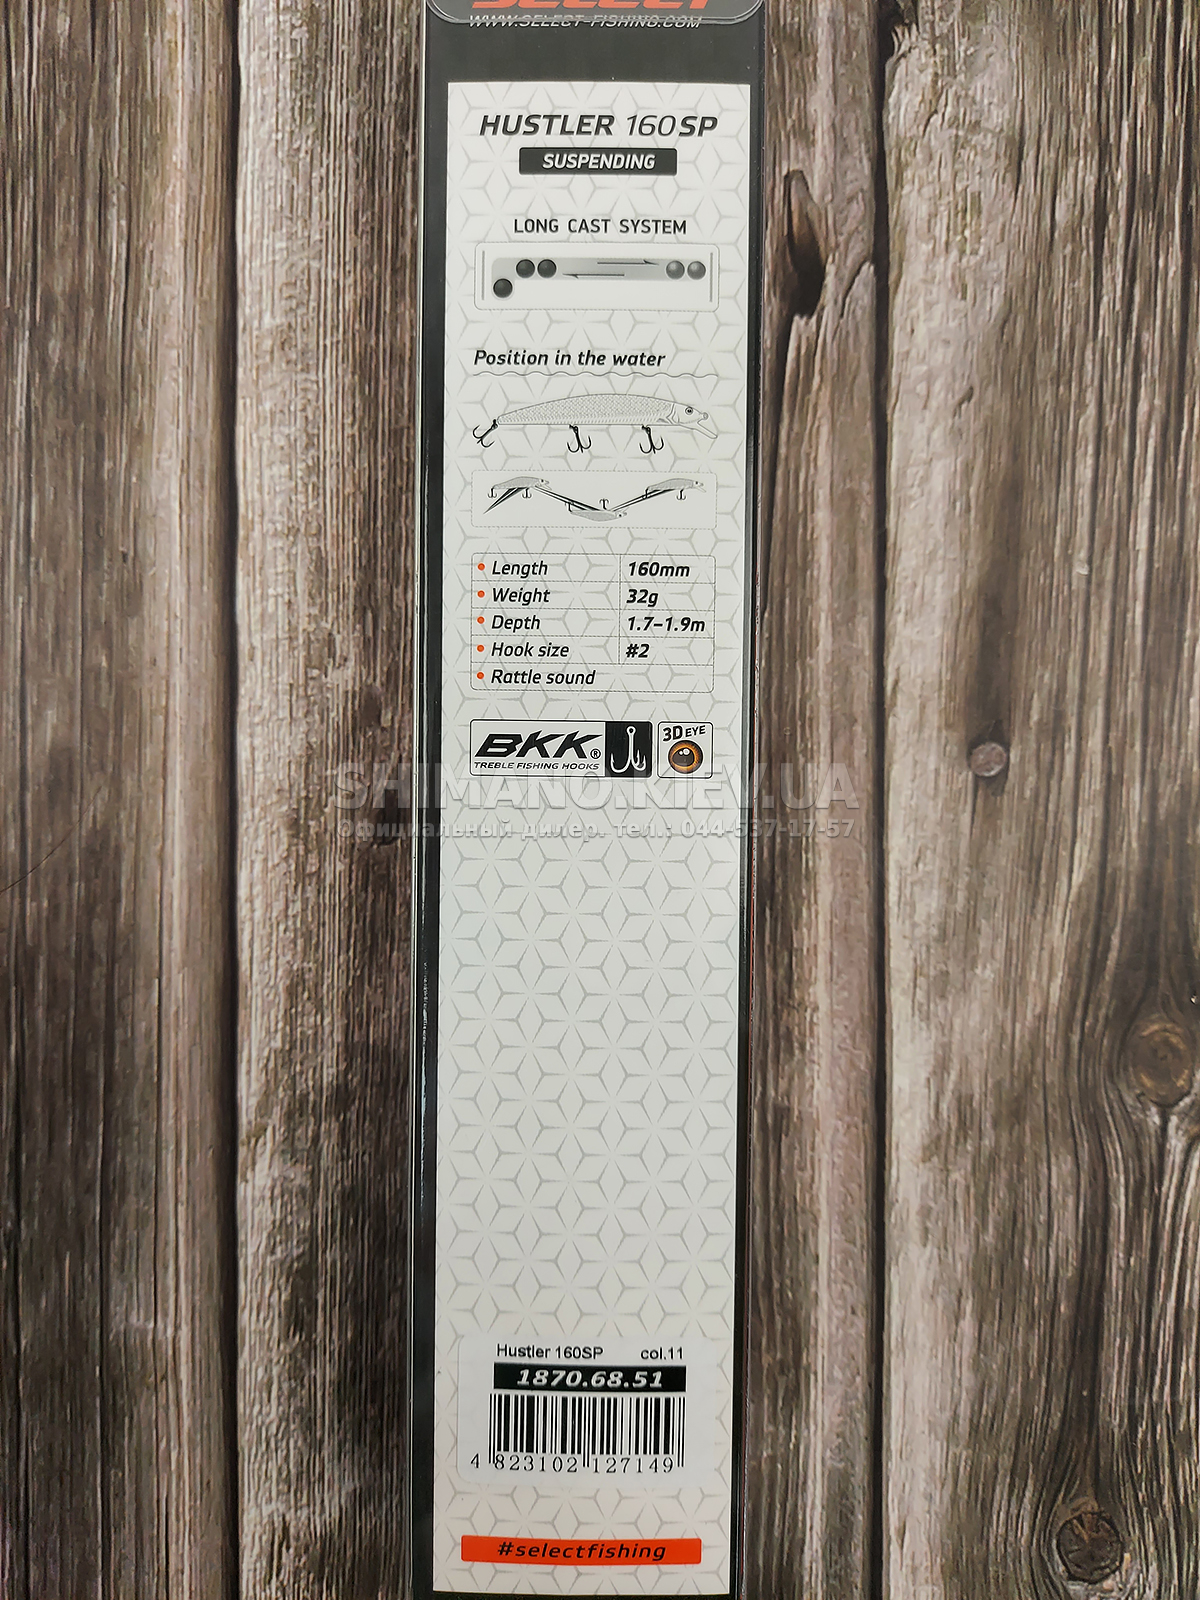 SELECT
WWW.SELECT-FISHING.COM
HUSTLER 160SP
SUSPENDING
LONG CAST SYSTEM
Position in the water
Length 160mm
Weight 32g
Depth 1.7–1.9m
Hook size #2
Rattle sound
BKK®
TREBLE FISHING HOOKS
3D EYE
SHIMANO.KIEV.UA
Официальный дилер. тел.: 044-537-17-57
Hustler 160SP col.11
1870.68.51
4 823102 127149
#selectfishing